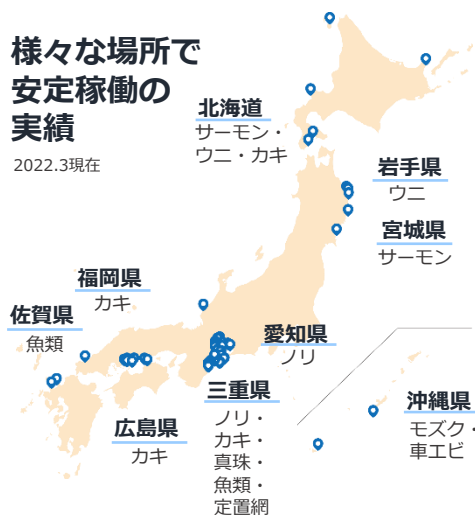 様々な場所で
安定稼働の
実績
2022.3現在
北海道
サーモン・
ウニ・カキ
岩手県
ウニ
宮城県
サーモン
福岡県
カキ
佐賀県
魚類
愛知県
ノリ
三重県
ノリ・
カキ・
真珠・
魚類・
定置網
広島県
カキ
沖縄県
モズク・
車エビ